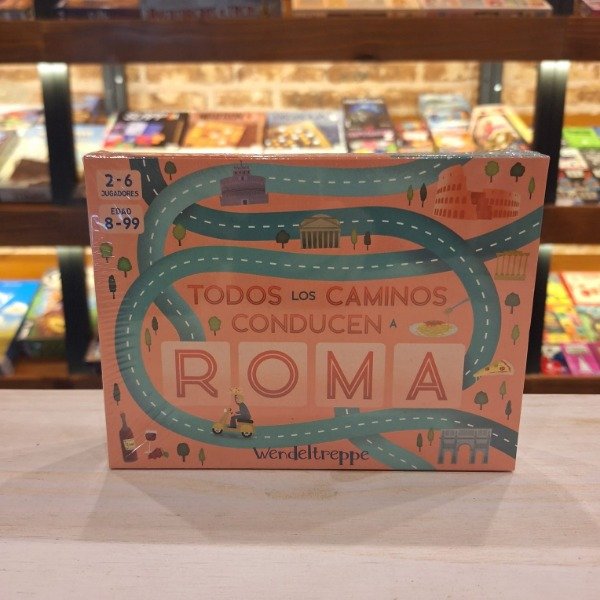 2-6
JUGADORES
EDAD
8-99
TODOS LOS CAMINOS
CONDUCEN A
ROMA
Wendeltreppe